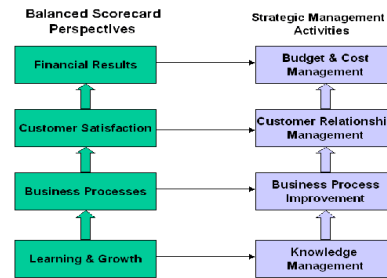 Balanced Scorecard
Perspectives
Strategic Management
Activities
Financial Results
Budget & Cost
Management
Customer Satisfaction
Customer Relationship
Management
Business Processes
Business Process
Improvement
Learning & Growth
Knowledge
Management